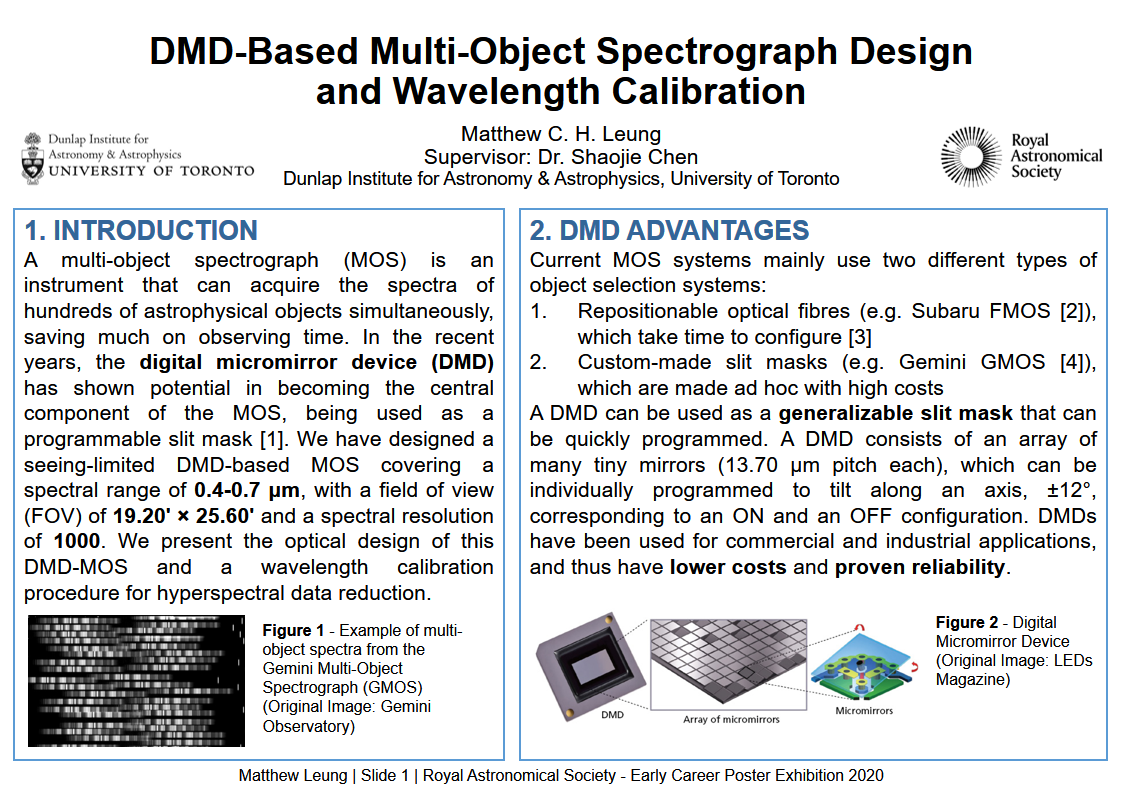 DMD-Based Multi-Object Spectrograph Design
and Wavelength Calibration
Dunlap Institute for
Astronomy & Astrophysics
UNIVERSITY OF TORONTO
Matthew C. H. Leung
Supervisor: Dr. Shaojie Chen
Dunlap Institute for Astronomy & Astrophysics, University of Toronto
Royal
Astronomical
Society
1. INTRODUCTION
A multi-object spectrograph (MOS) is an
instrument that can acquire the spectra of
hundreds of astrophysical objects simultaneously,
saving much on observing time. In the recent
years, the digital micromirror device (DMD)
has shown potential in becoming the central
component of the MOS, being used as a
programmable slit mask [1]. We have designed a
seeing-limited DMD-based MOS covering a
spectral range of 0.4-0.7 μm, with a field of view
(FOV) of 19.20' × 25.60' and a spectral resolution
of 1000. We present the optical design of this
DMD-MOS and a wavelength calibration
procedure for hyperspectral data reduction.
Figure 1 - Example of multi-
object spectra from the
Gemini Multi-Object
Spectrograph (GMOS)
(Original Image: Gemini
Observatory)
2. DMD ADVANTAGES
Current MOS systems mainly use two different types of
object selection systems:
1. Repositionable optical fibres (e.g. Subaru FMOS [2]),
which take time to configure [3]
2. Custom-made slit masks (e.g. Gemini GMOS [4]),
which are made ad hoc with high costs
A DMD can be used as a generalizable slit mask that can
be quickly programmed. A DMD consists of an array of
many tiny mirrors (13.70 μm pitch each), which can be
individually programmed to tilt along an axis, ±12°,
corresponding to an ON and an OFF configuration. DMDs
have been used for commercial and industrial applications,
and thus have lower costs and proven reliability.
DMD
Array of micromirrors
Micromirrors
Figure 2 - Digital
Micromirror Device
(Original Image: LEDs
Magazine)
Matthew Leung | Slide 1 | Royal Astronomical Society - Early Career Poster Exhibition 2020